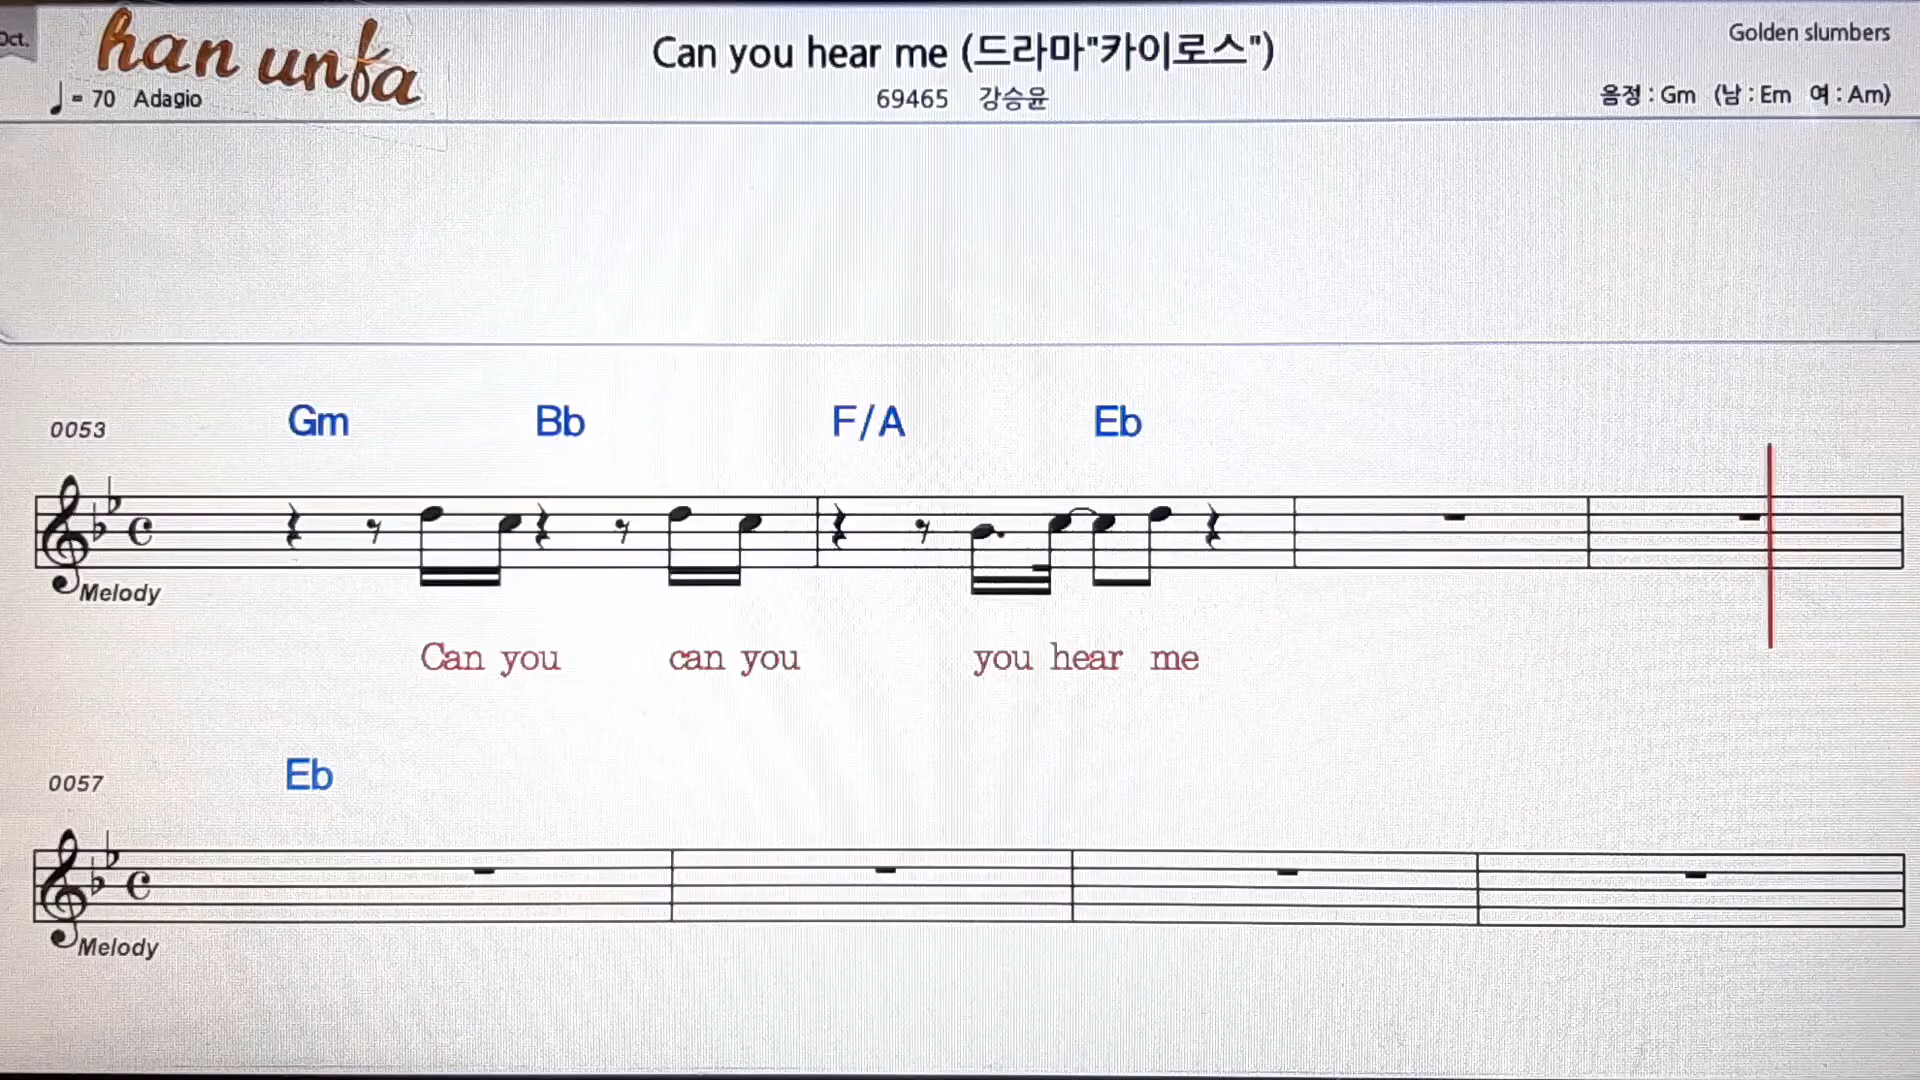 Oct.
han unfa
Can you hear me (드라마"카이로스")
Golden slumbers
= 70 Adagio
69465 강승윤
음정 : Gm (남 : Em 여 : Am)
0053 Gm Bb F/A Eb
Melody
Can you can you you hear me
0057 Eb
Melody